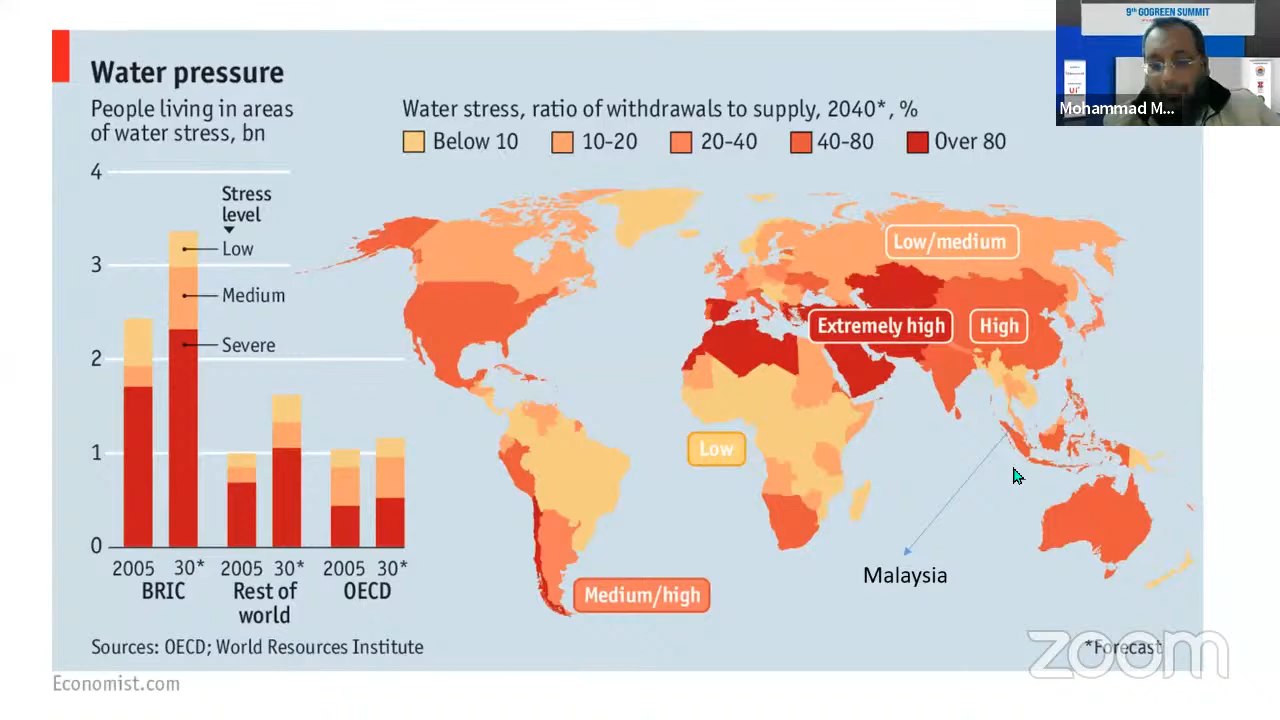 9th GOGREEN SUMMIT
Mohammad M...
Water pressure
People living in areas
of water stress, bn
4
3
2
1
0
Stress
level
Low
Medium
Severe
2005 30* 2005 30* 2005 30*
BRIC
Rest of
world
OECD
Water stress, ratio of withdrawals to supply, 2040*, %
Below 10 10-20 20-40 40-80 Over 80
Low/medium
Extremely high
High
Low
Medium/high
Malaysia
Sources: OECD; World Resources Institute
*Forecast
zoom
Economist.com